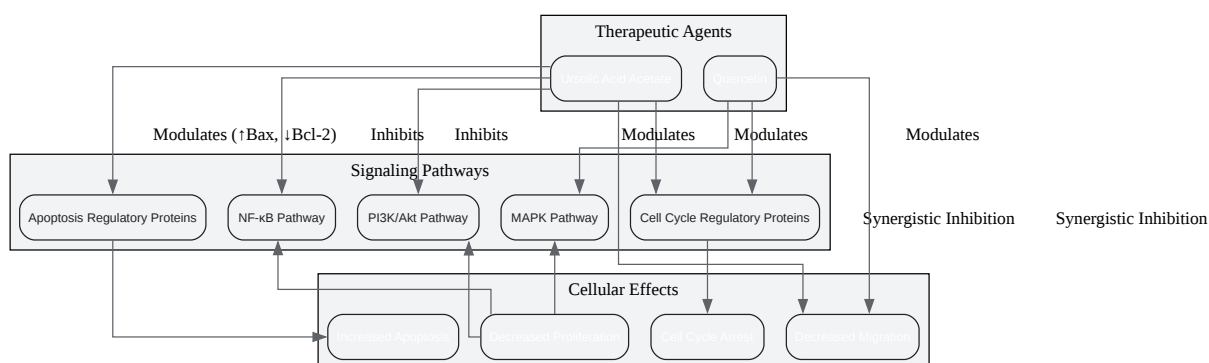 Therapeutic Agents
Ursolic Acid Acetate
Quercetin
Modulates (↑Bax, ↓Bcl-2)
Inhibits
Inhibits
Modulates
Modulates
Modulates
Signaling Pathways
Apoptosis Regulatory Proteins
NF-κB Pathway
PI3K/Akt Pathway
MAPK Pathway
Cell Cycle Regulatory Proteins
Synergistic Inhibition
Synergistic Inhibition
Cellular Effects
Increased Apoptosis
Decreased Proliferation
Cell Cycle Arrest
Decreased Migration